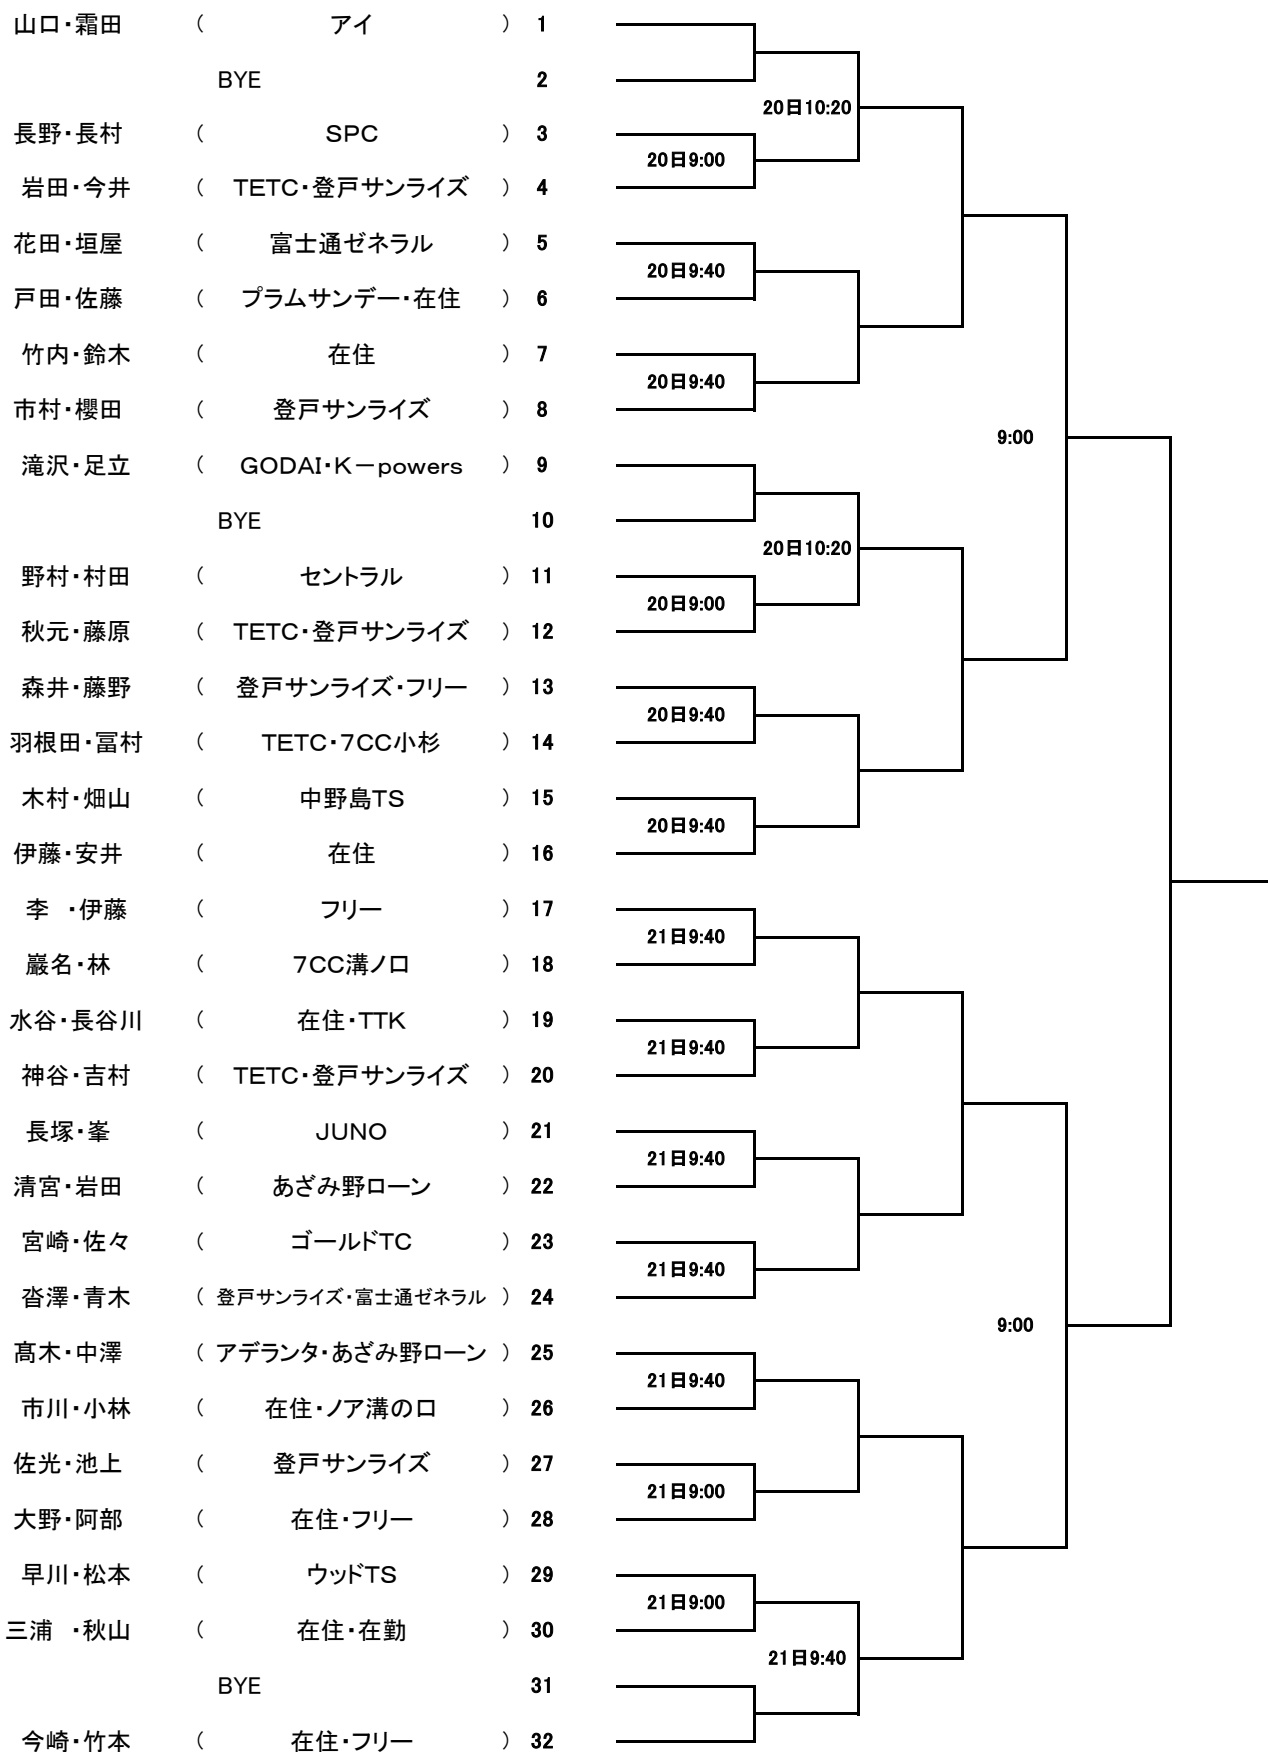 山口・霜田 ( アイ ) 1
BYE 2
20日10:20
長野・長村 ( SPC ) 3
20日9:00
岩田・今井 ( TETC・登戸サンライズ ) 4
花田・垣屋 ( 富士通ゼネラル ) 5
20日9:40
戸田・佐藤 ( プラムサンデー・在住 ) 6
竹内・鈴木 ( 在住 ) 7
20日9:40
市村・櫻田 ( 登戸サンライズ ) 8
9:00
滝沢・足立 ( GODAI・K－powers ) 9
BYE 10
20日10:20
野村・村田 ( セントラル ) 11
20日9:00
秋元・藤原 ( TETC・登戸サンライズ ) 12
森井・藤野 ( 登戸サンライズ・フリー ) 13
20日9:40
羽根田・冨村 ( TETC・7CC小杉 ) 14
木村・畑山 ( 中野島TS ) 15
20日9:40
伊藤・安井 ( 在住 ) 16
李　・伊藤 ( フリー ) 17
21日9:40
巌名・林 ( 7CC溝ノ口 ) 18
水谷・長谷川 ( 在住・TTK ) 19
21日9:40
神谷・吉村 ( TETC・登戸サンライズ ) 20
長塚・峯 ( JUNO ) 21
21日9:40
清宮・岩田 ( あざみ野ローン ) 22
宮崎・佐々 ( ゴールドTC ) 23
21日9:40
沓澤・青木 ( 登戸サンライズ・富士通ゼネラル ) 24
9:00
髙木・中澤 ( アデランタ・あざみ野ローン ) 25
21日9:40
市川・小林 ( 在住・ノア溝の口 ) 26
佐光・池上 ( 登戸サンライズ ) 27
21日9:00
大野・阿部 ( 在住・フリー ) 28
早川・松本 ( ウッドTS ) 29
21日9:00
三浦　・秋山 ( 在住・在勤 ) 30
21日9:40
BYE 31
今崎・竹本 ( 在住・フリー ) 32